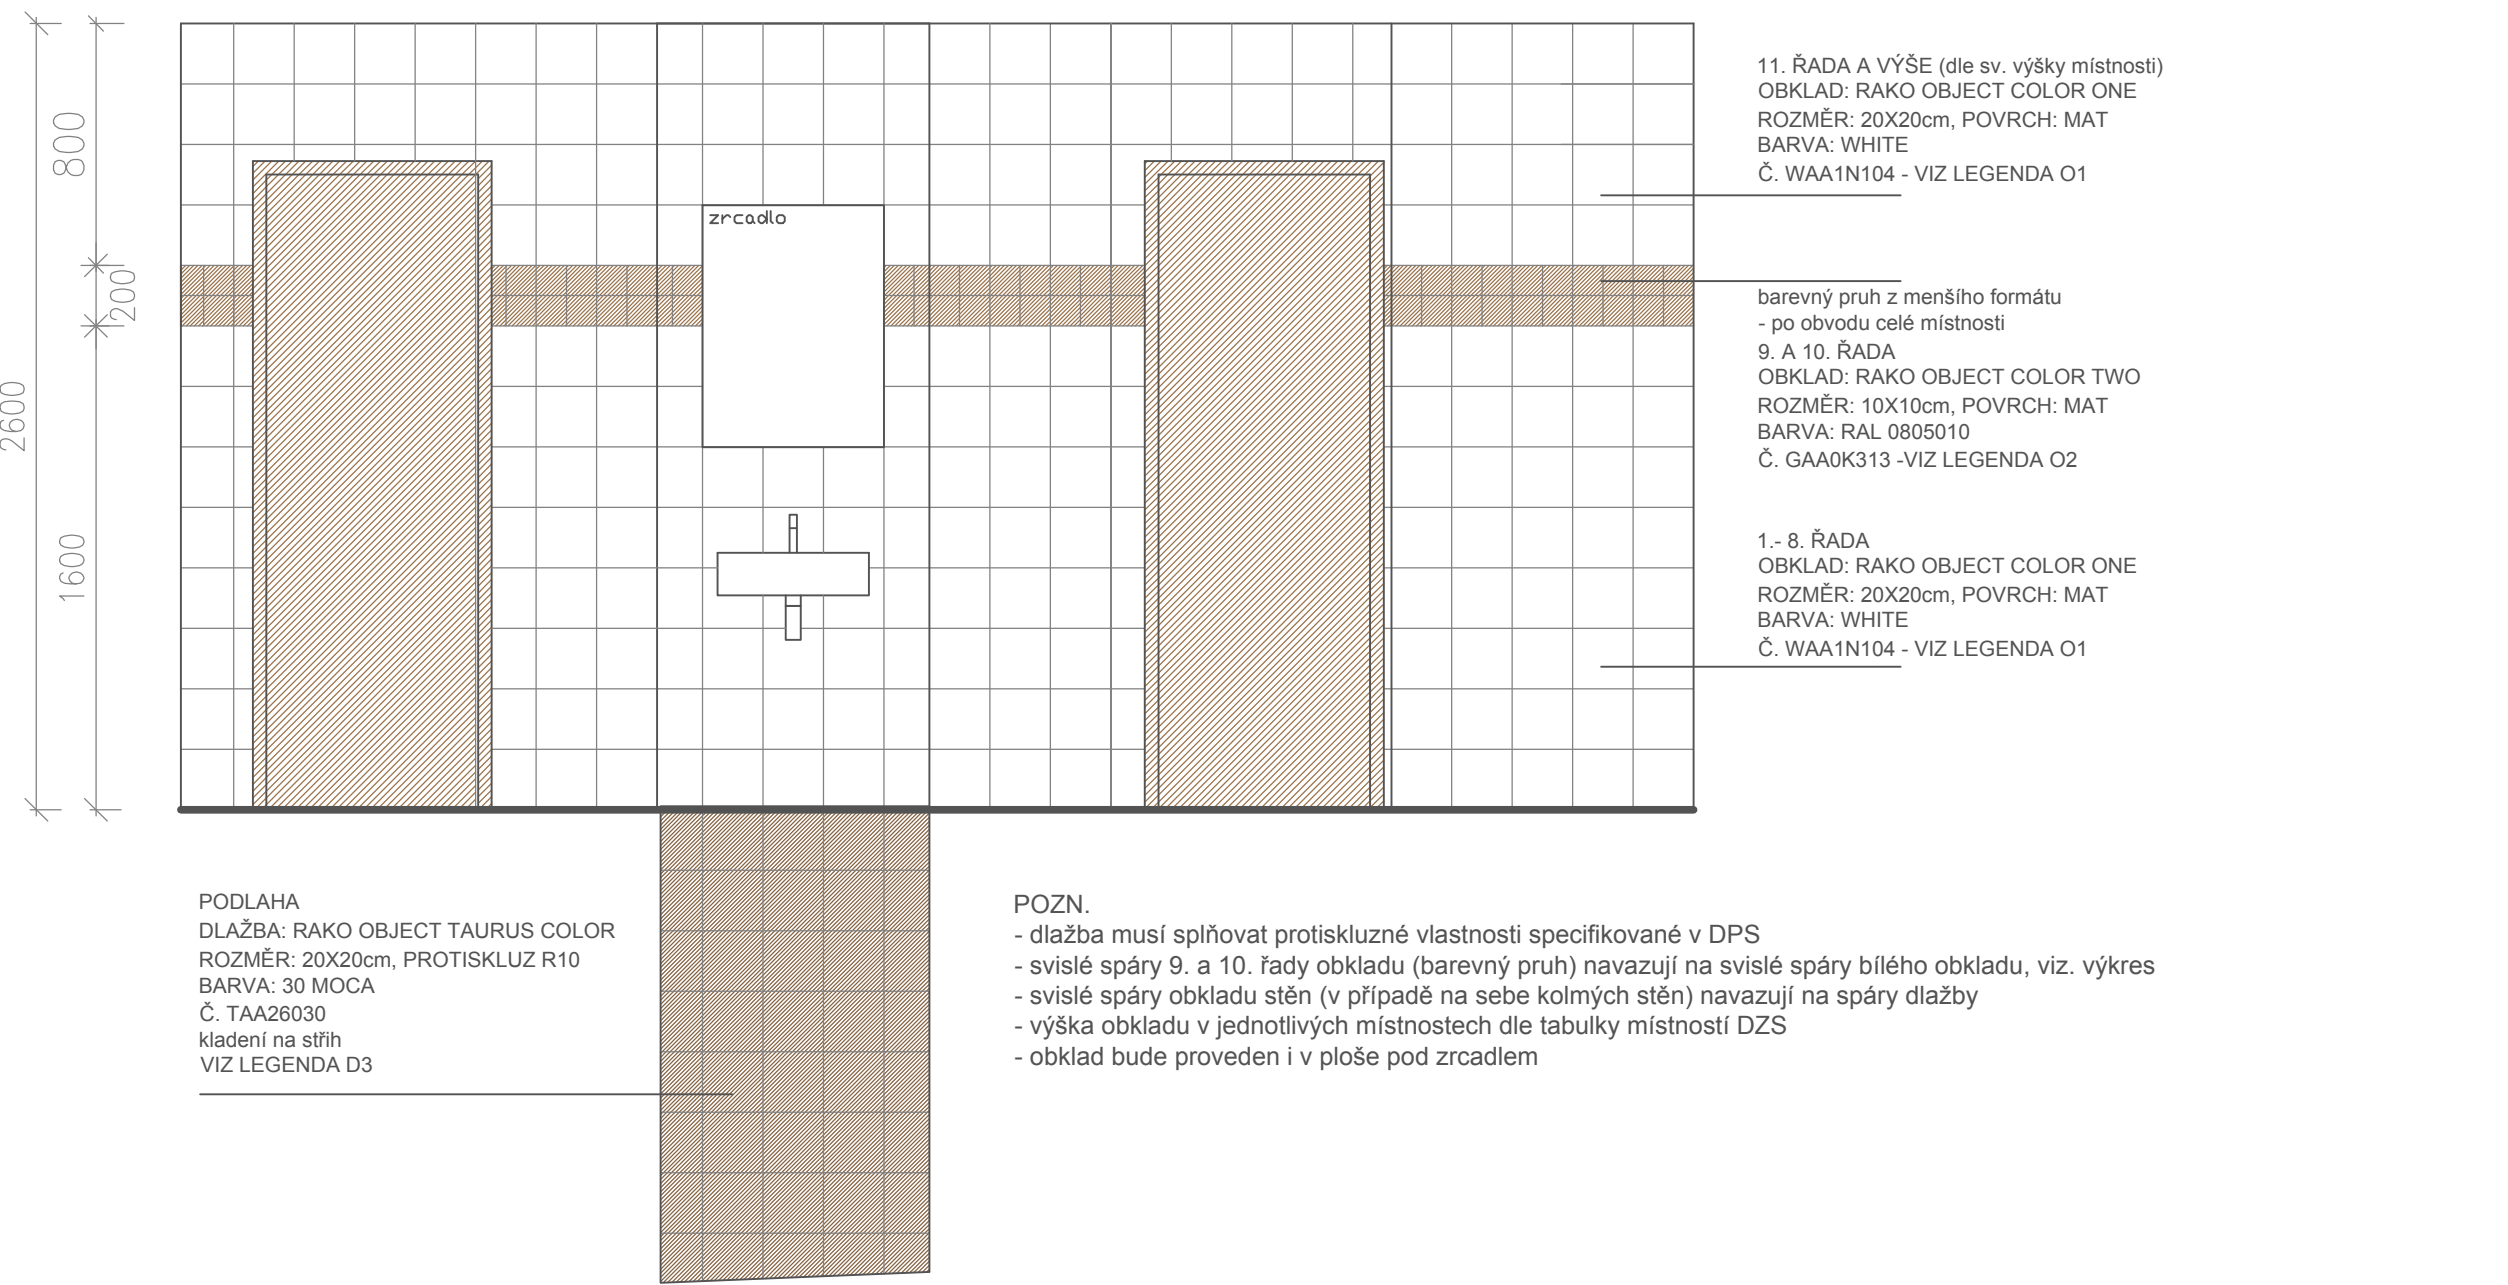 2600
800
200
1600
zrcadlo
11. ŘADA A VÝŠE (dle sv. výšky místnosti)
OBKLAD: RAKO OBJECT COLOR ONE
ROZMĚR: 20X20cm, POVRCH: MAT
BARVA: WHITE
Č. WAA1N104 - VIZ LEGENDA O1
barevný pruh z menšího formátu
- po obvodu celé místnosti
9. A 10. ŘADA
OBKLAD: RAKO OBJECT COLOR TWO
ROZMĚR: 10X10cm, POVRCH: MAT
BARVA: RAL 0805010
Č. GAA0K313 -VIZ LEGENDA O2
1.- 8. ŘADA
OBKLAD: RAKO OBJECT COLOR ONE
ROZMĚR: 20X20cm, POVRCH: MAT
BARVA: WHITE
Č. WAA1N104 - VIZ LEGENDA O1
PODLAHA
DLAŽBA: RAKO OBJECT TAURUS COLOR
ROZMĚR: 20X20cm, PROTISKLUZ R10
BARVA: 30 MOCA
Č. TAA26030
kladení na střih
VIZ LEGENDA D3
POZN.
- dlažba musí splňovat protiskluzné vlastnosti specifikované v DPS
- svislé spáry 9. a 10. řady obkladu (barevný pruh) navazují na svislé spáry bílého obkladu, viz. výkres
- svislé spáry obkladu stěn (v případě na sebe kolmých stěn) navazují na spáry dlažby
- výška obkladu v jednotlivých místnostech dle tabulky místností DZS
- obklad bude proveden i v ploše pod zrcadlem